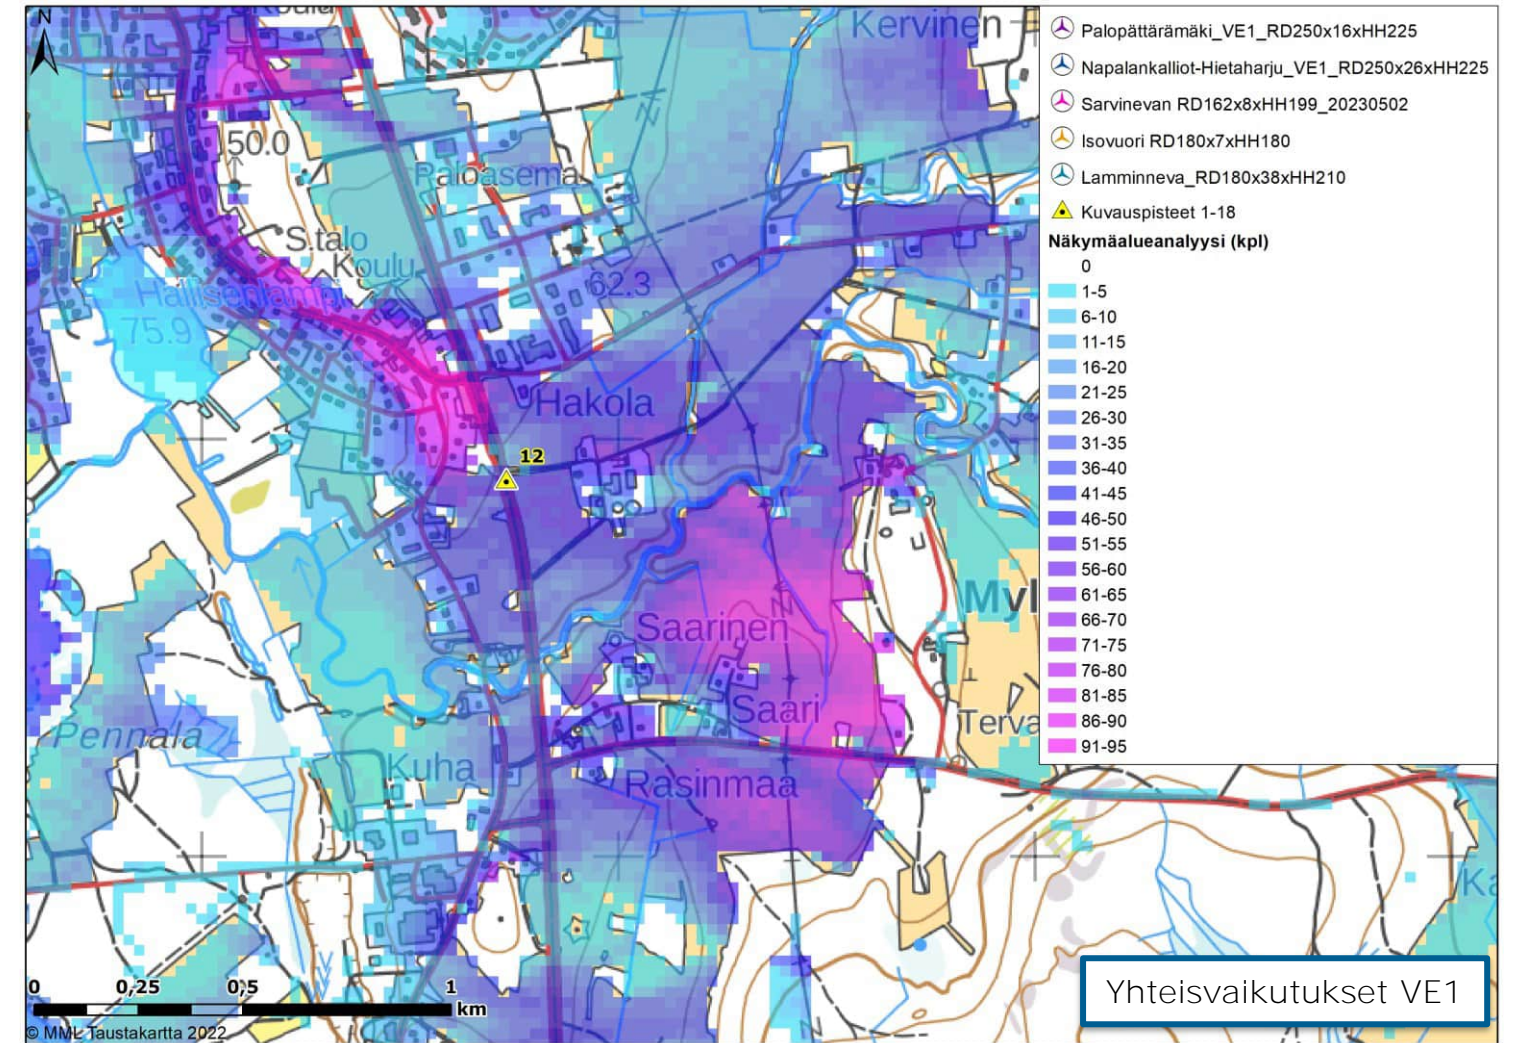 N
Koulu
Kervinen
50.0
Paloasema
S.talo
Koulu
Hallisenlampi
62.3
75.9
Hakola
12
Saarinen
Myl
Saari
Terva
Pennala
Kuha
Rasinmaa
Ka
0 0,25 0,5 1
km
© MML Taustakartta 2022
Palopättärämäki_VE1_RD250x16xHH225
Napalankalliot-Hietaharju_VE1_RD250x26xHH225
Sarvinevan RD162x8xHH199_20230502
Isovuori RD180x7xHH180
Lamminneva_RD180x38xHH210
Kuvauspisteet 1-18
Näkymäalueanalyysi (kpl)
0
1-5
6-10
11-15
16-20
21-25
26-30
31-35
36-40
41-45
46-50
51-55
56-60
61-65
66-70
71-75
76-80
81-85
86-90
91-95
Yhteisvaikutukset VE1